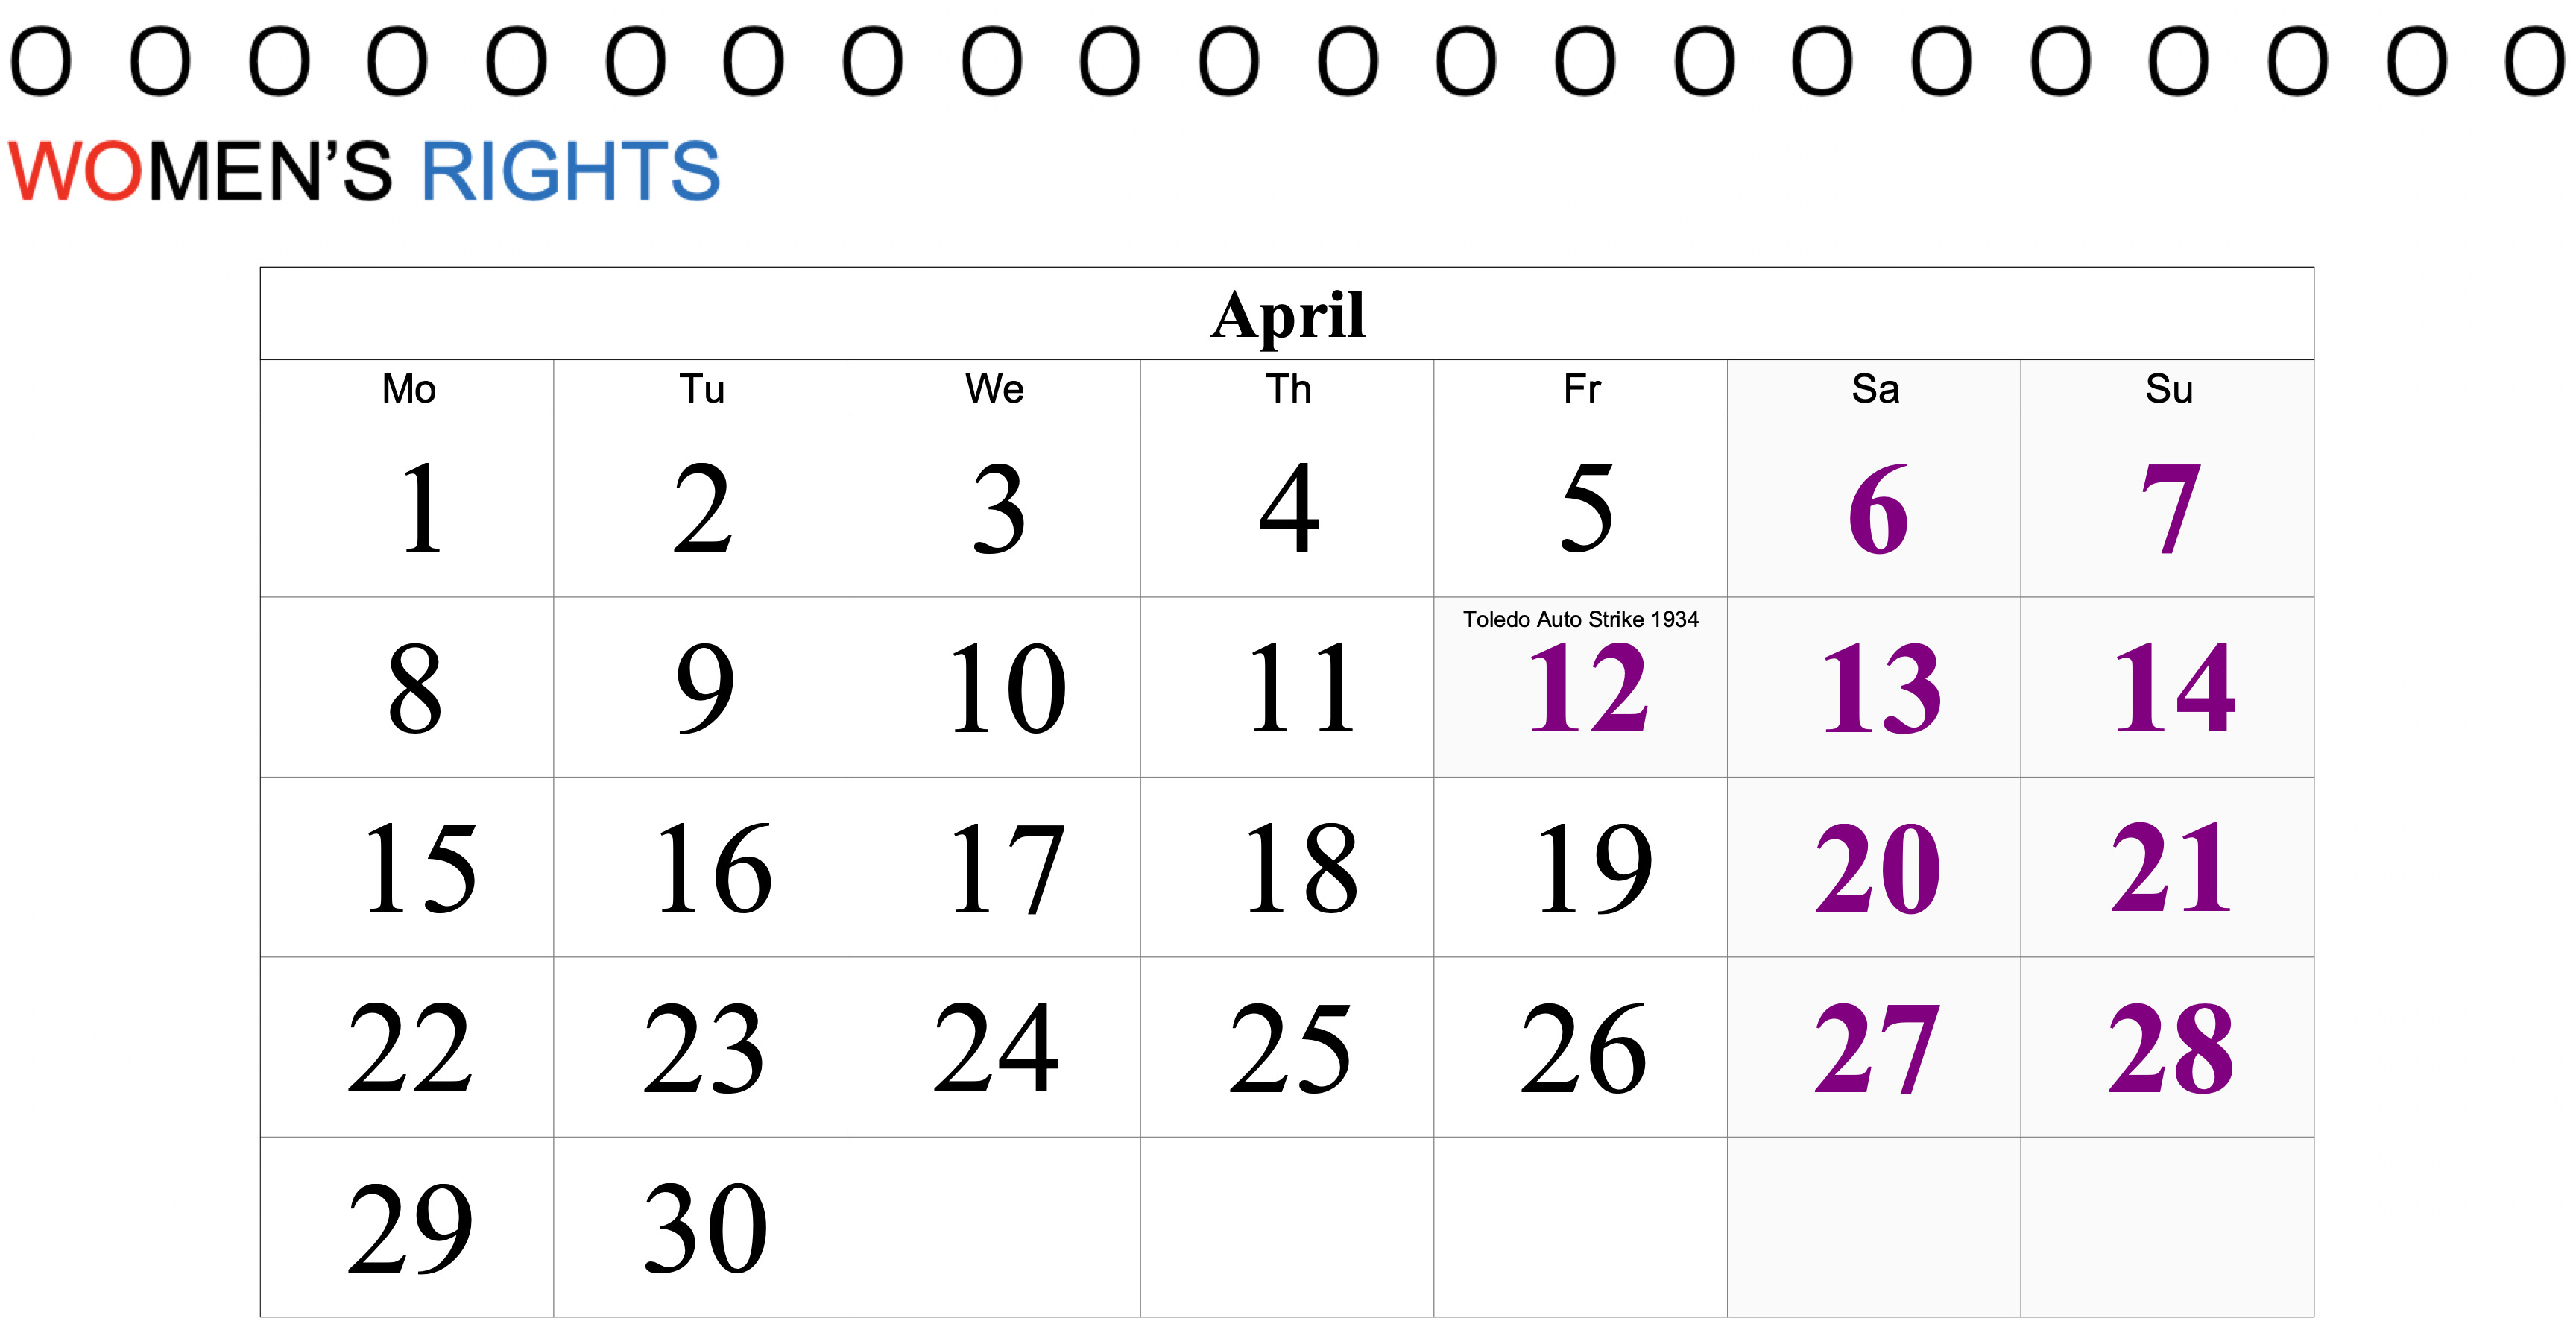 O O O O O O O O O O O O O O O O O O O O O O
WOMEN’S RIGHTS
April
Mo Tu We Th Fr Sa Su
1 2 3 4 5 6 7
Toledo Auto Strike 1934
8 9 10 11 12 13 14
15 16 17 18 19 20 21
22 23 24 25 26 27 28
29 30